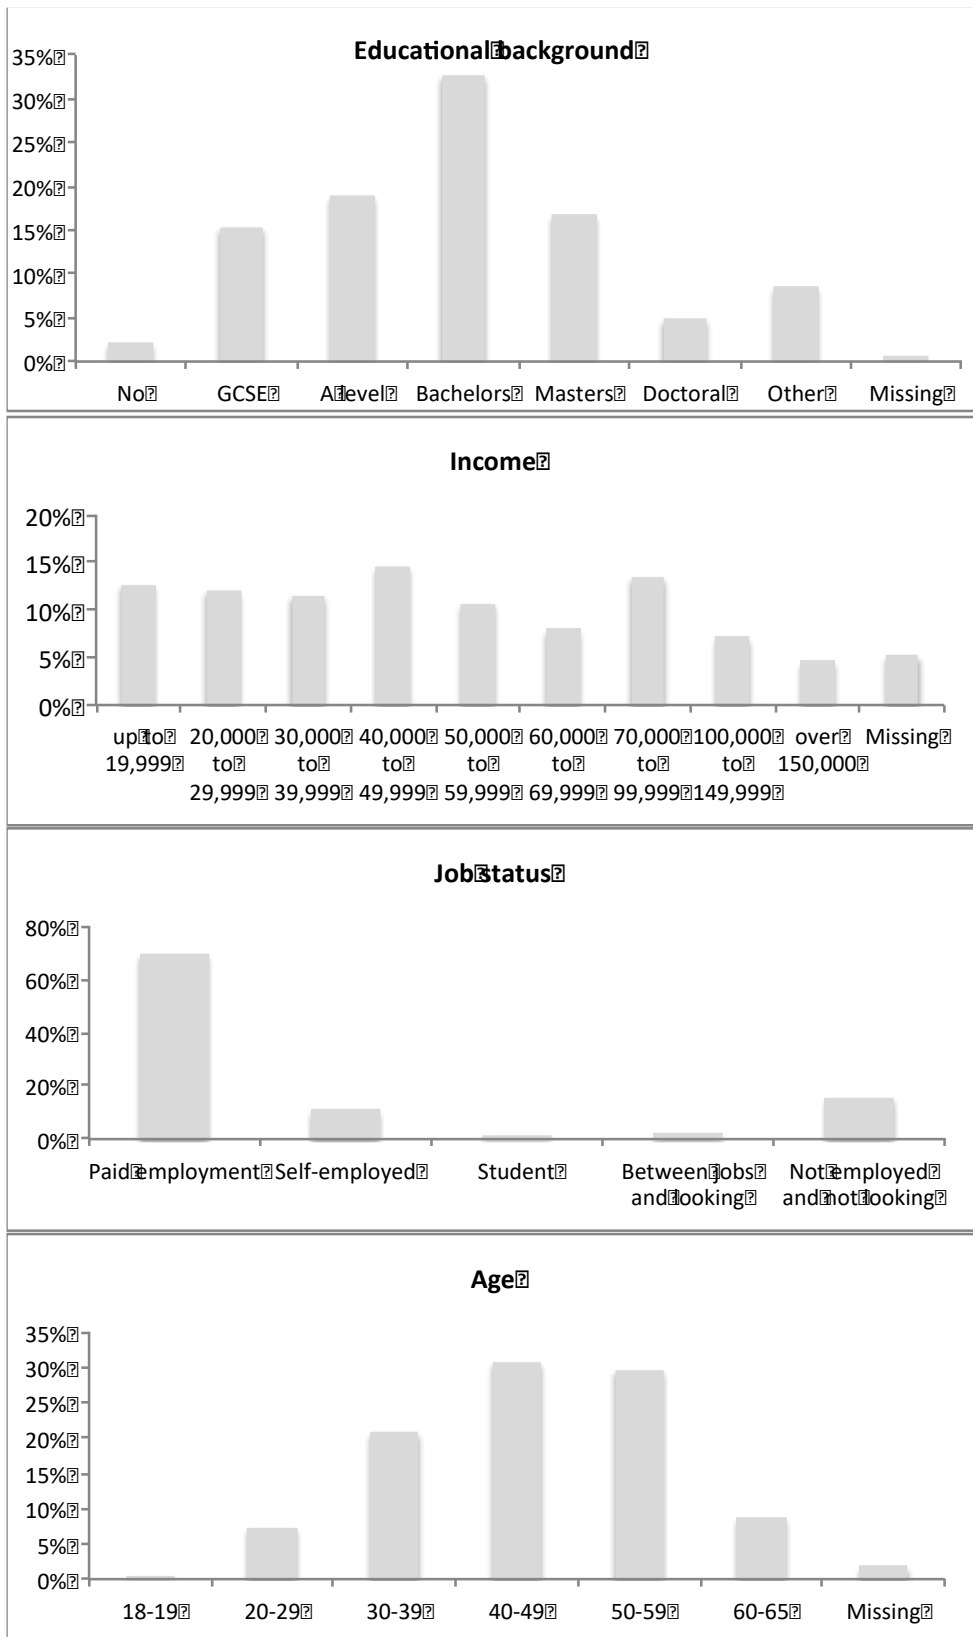 Educational background
35%
30%
25%
20%
15%
10%
5%
0%
No GCSE A level Bachelors Masters Doctoral Other Missing
Income
20%
15%
10%
5%
0%
up to 20,000 30,000 40,000 50,000 60,000 70,000 100,000 over Missing
19,999 to to to to to to to 150,000
29,999 39,999 49,999 59,999 69,999 99,999 149,999
Job status
80%
60%
40%
20%
0%
Paid employment Self-employed Student Between jobs Not employed
and looking and not looking
Age
35%
30%
25%
20%
15%
10%
5%
0%
18-19 20-29 30-39 40-49 50-59 60-65 Missing